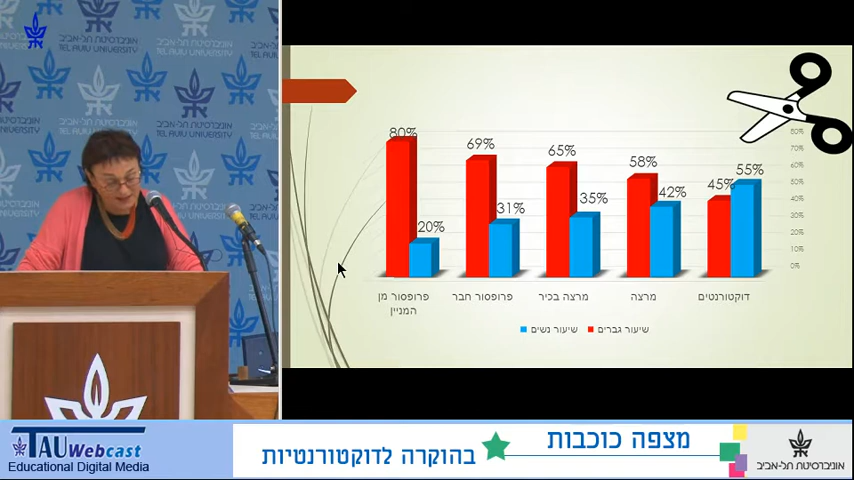 אוניברסיטת תל-אביב
TEL AVIV UNIVERSITY
80%
69%
65%
58%
45%
55%
20%
31%
35%
42%
80%
70%
60%
50%
40%
30%
20%
10%
0%
דוקטורנטים
מרצה
מרצה בכיר
פרופסור חבר
פרופסור מן
המניין
שיעור גברים
שיעור נשים
TAU Webcast
Educational Digital Media
מצפה כוכבות
בהוקרה לדוקטורנטיות
אוניברסיטת תל-אביב